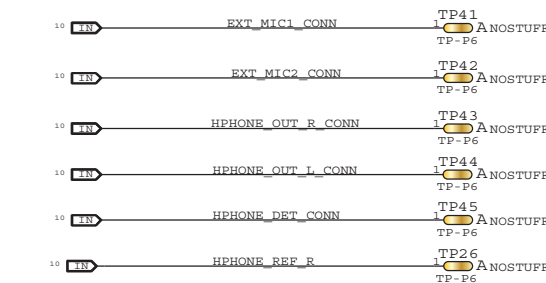 TP41
10 IN EXT_MIC1_CONN 1 A NOSTUFF
TP-P6
TP42
10 IN EXT_MIC2_CONN 1 A NOSTUFF
TP-P6
TP43
10 IN HPHONE_OUT_R_CONN 1 A NOSTUFF
TP-P6
TP44
10 IN HPHONE_OUT_L_CONN 1 A NOSTUFF
TP-P6
TP45
10 IN HPHONE_DET_CONN 1 A NOSTUFF
TP-P6
TP26
10 IN HPHONE_REF_R 1 A NOSTUFF
TP-P6